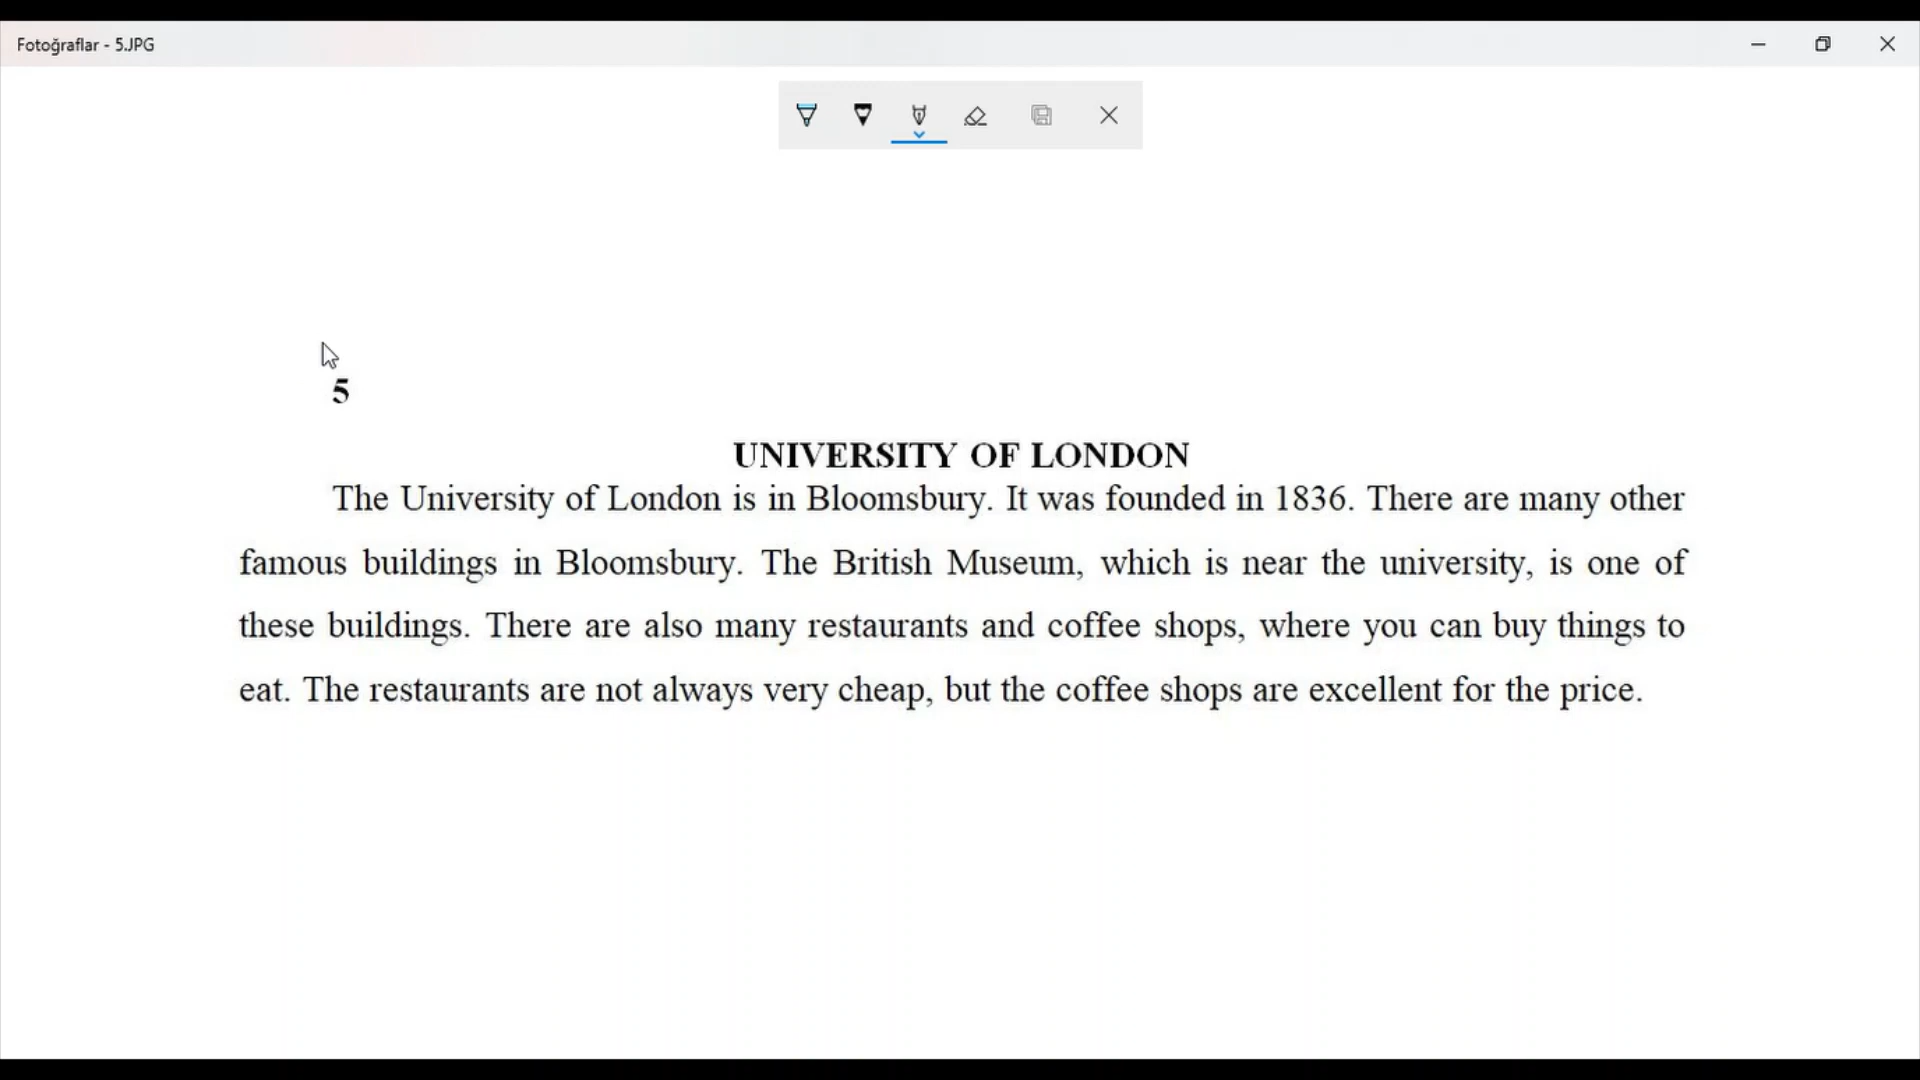 Fotoğraflar - 5.JPG
5
UNIVERSITY OF LONDON
The University of London is in Bloomsbury. It was founded in 1836. There are many other
famous buildings in Bloomsbury. The British Museum, which is near the university, is one of
these buildings. There are also many restaurants and coffee shops, where you can buy things to
eat. The restaurants are not always very cheap, but the coffee shops are excellent for the price.